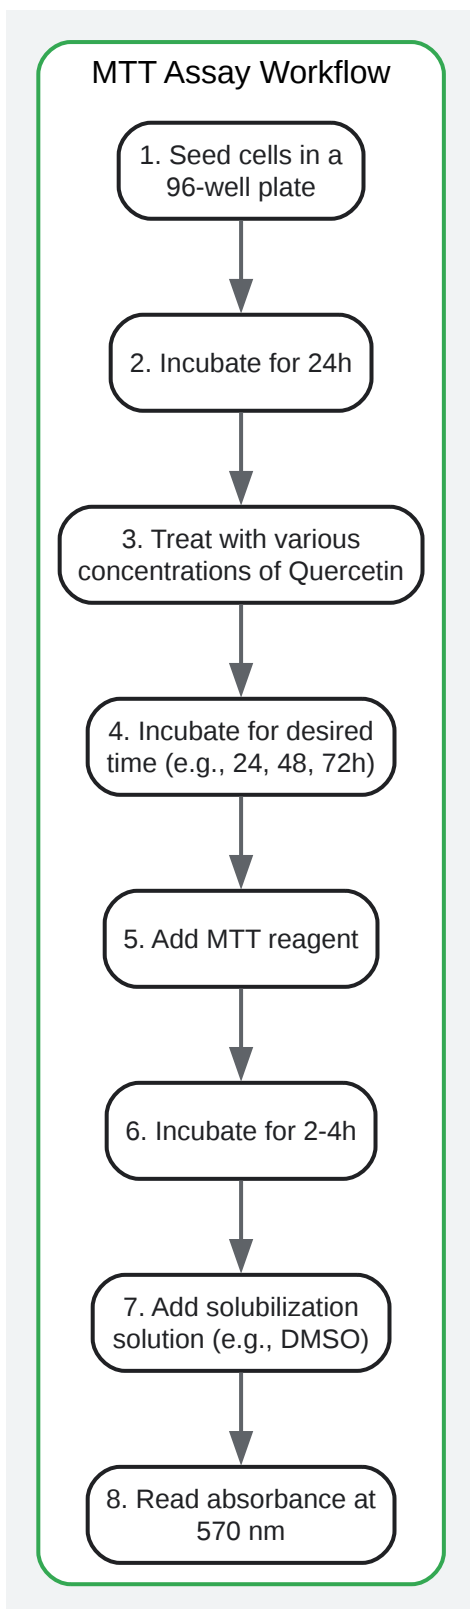 MTT Assay Workflow
1. Seed cells in a
96-well plate
2. Incubate for 24h
3. Treat with various
concentrations of Quercetin
4. Incubate for desired
time (e.g., 24, 48, 72h)
5. Add MTT reagent
6. Incubate for 2-4h
7. Add solubilization
solution (e.g., DMSO)
8. Read absorbance at
570 nm